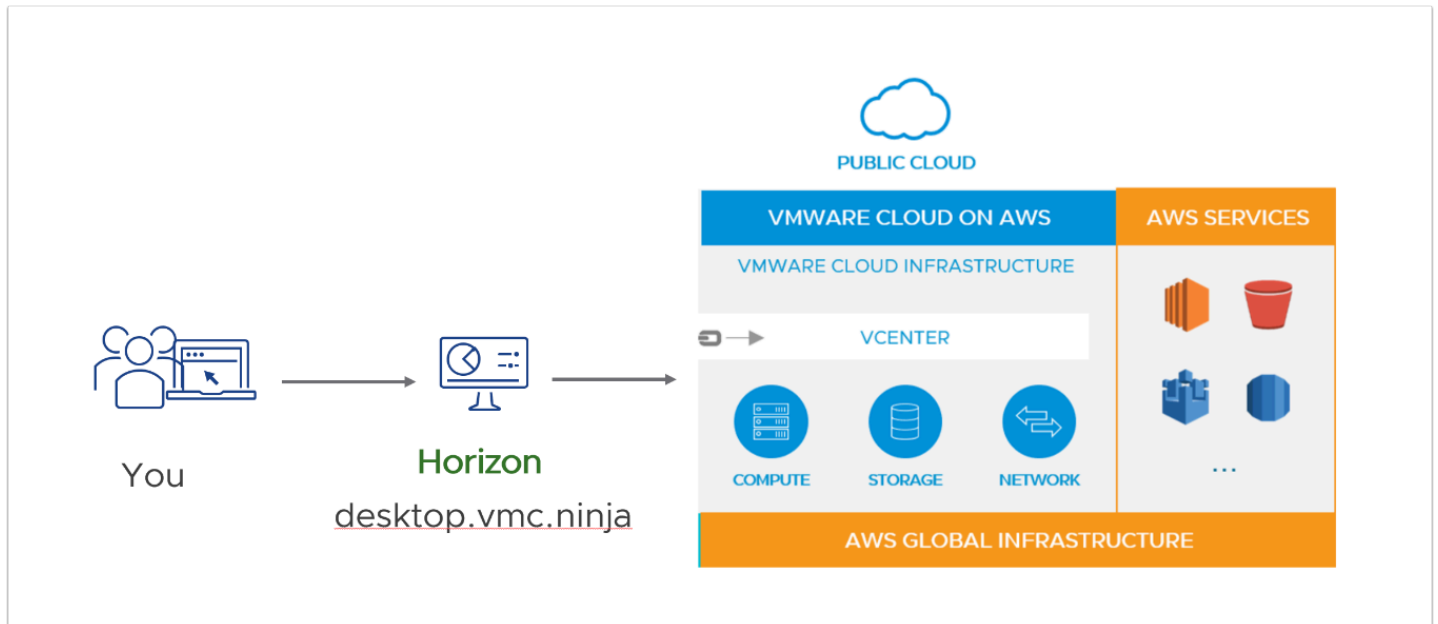 PUBLIC CLOUD
VMWARE CLOUD ON AWS
AWS SERVICES
VMWARE CLOUD INFRASTRUCTURE
VCENTER
COMPUTE
STORAGE
NETWORK
...
AWS GLOBAL INFRASTRUCTURE
You
Horizon
desktop.vmc.ninja